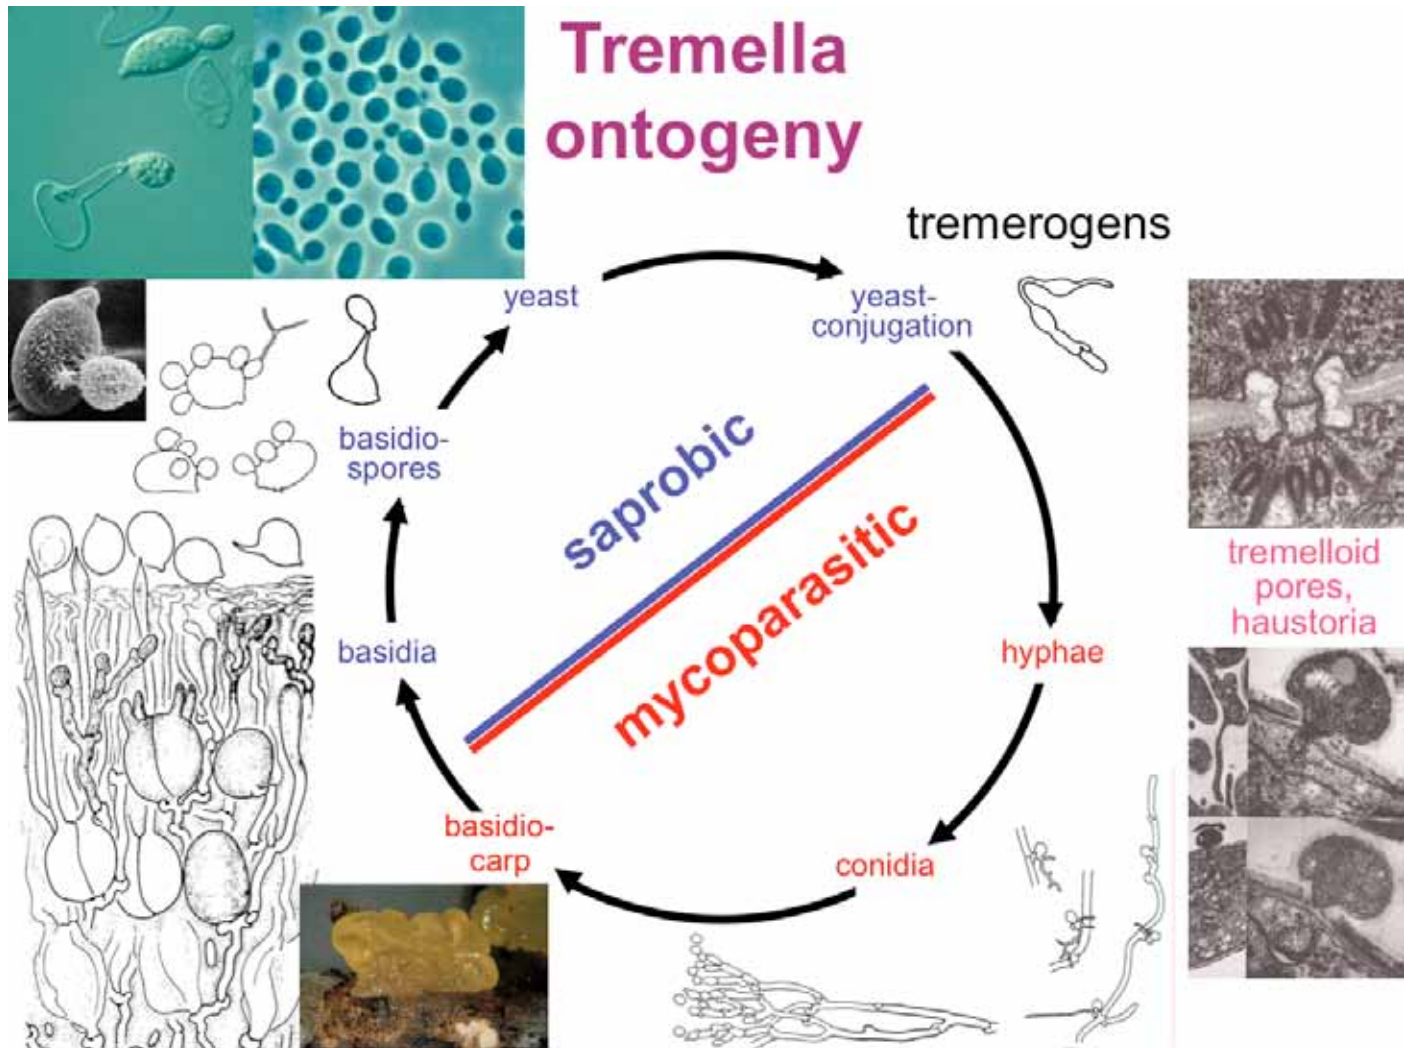 Tremella
ontogeny
tremerogens
yeast
yeast-
conjugation
basidio-
spores
saprobic
mycoparasitic
tremelloid
pores,
haustoria
basidia
hyphae
basidio-
carp
conidia